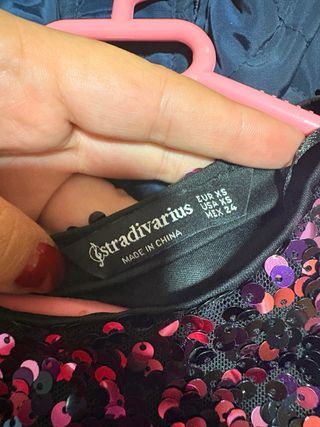 stradivarius
MADE IN CHINA
EUR XS
USA XS
MEX 24